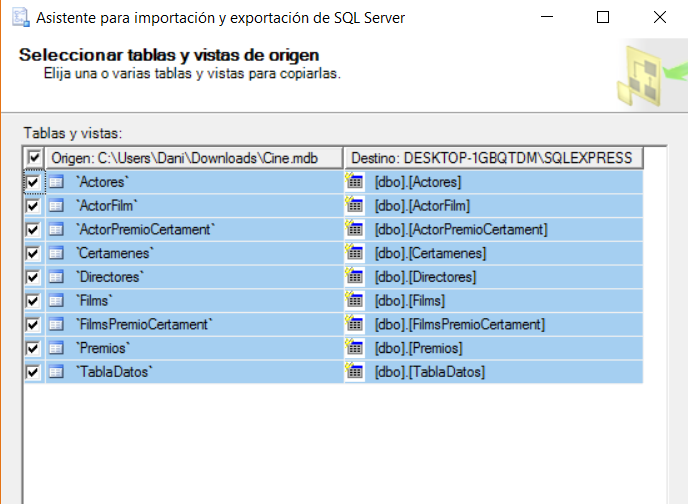 Asistente para importación y exportación de SQL Server
Seleccionar tablas y vistas de origen
Elija una o varias tablas y vistas para copiarlas.
Tablas y vistas:
Origen: C:\Users\Dani\Downloads\Cine.mdb Destino: DESKTOP-1GBQTDM\SQLEXPRESS
`Actores` [dbo].[Actores]
`ActorFilm` [dbo].[ActorFilm]
`ActorPremioCertament` [dbo].[ActorPremioCertament]
`Certamenes` [dbo].[Certamenes]
`Directores` [dbo].[Directores]
`Films` [dbo].[Films]
`FilmsPremioCertament` [dbo].[FilmsPremioCertament]
`Premios` [dbo].[Premios]
`TablaDatos` [dbo].[TablaDatos]